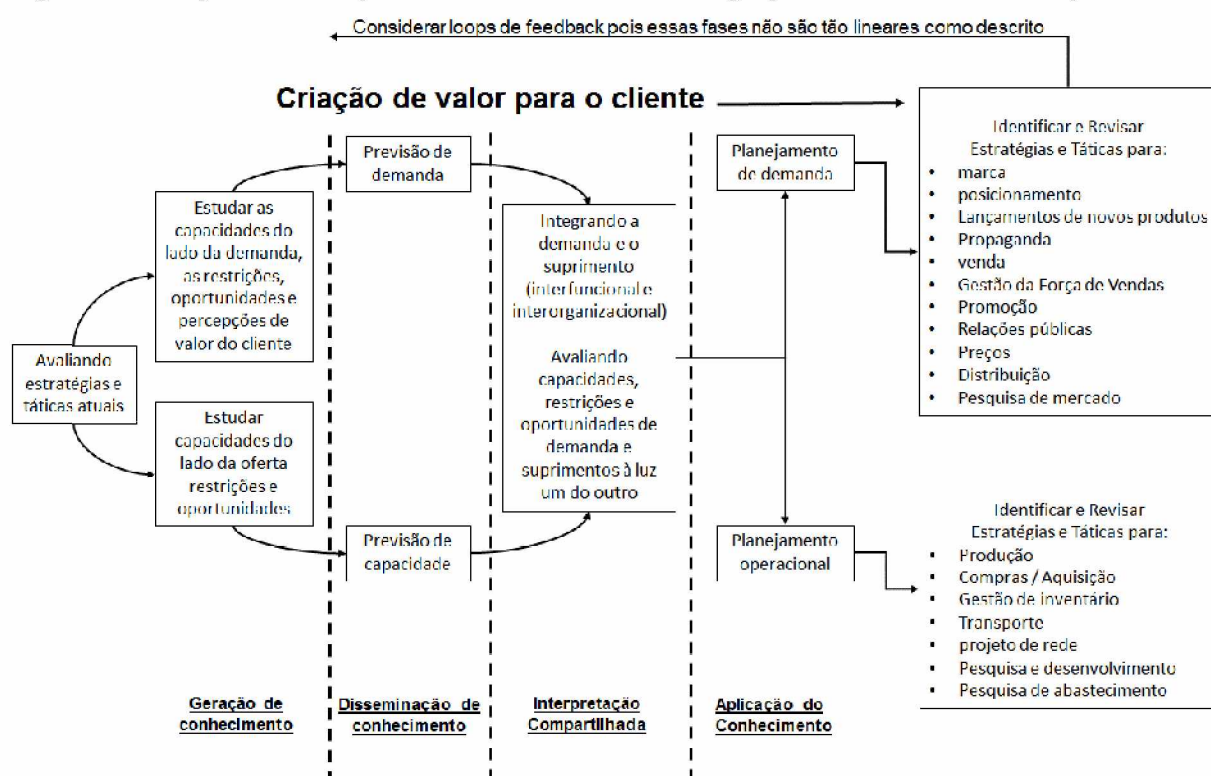 Considerar loops de feedback pois essas fases não são tão lineares como descrito
Criação de valor para o cliente
Avaliando
estratégias e
táticas atuais
Estudar as
capacidades do
lado da demanda,
as restrições,
oportunidades e
percepções de
valor do cliente
Estudar
capacidades do
lado da oferta
restrições e
oportunidades
Previsão de
demanda
Previsão de
capacidade
Integrando a
demanda e o
suprimento
(interfuncional e
interorganizacional)
Avaliando
capacidades,
restrições e
oportunidades de
demanda e
suprimentos à luz
um do outro
Planejamento
de demanda
Planejamento
operacional
Identificar e Revisar
Estratégias e Táticas para:
• marca
• posicionamento
• Lançamentos de novos produtos
• Propaganda
• venda
• Gestão da Força de Vendas
• Promoção
• Relações públicas
• Preços
• Distribuição
• Pesquisa de mercado
Identificar e Revisar
Estratégias e Táticas para:
• Produção
• Compras / Aquisição
• Gestão de inventário
• Transporte
• projeto de rede
• Pesquisa e desenvolvimento
• Pesquisa de abastecimento
Geração de
conhecimento
Disseminação de
conhecimento
Interpretação
Compartilhada
Aplicação do
Conhecimento